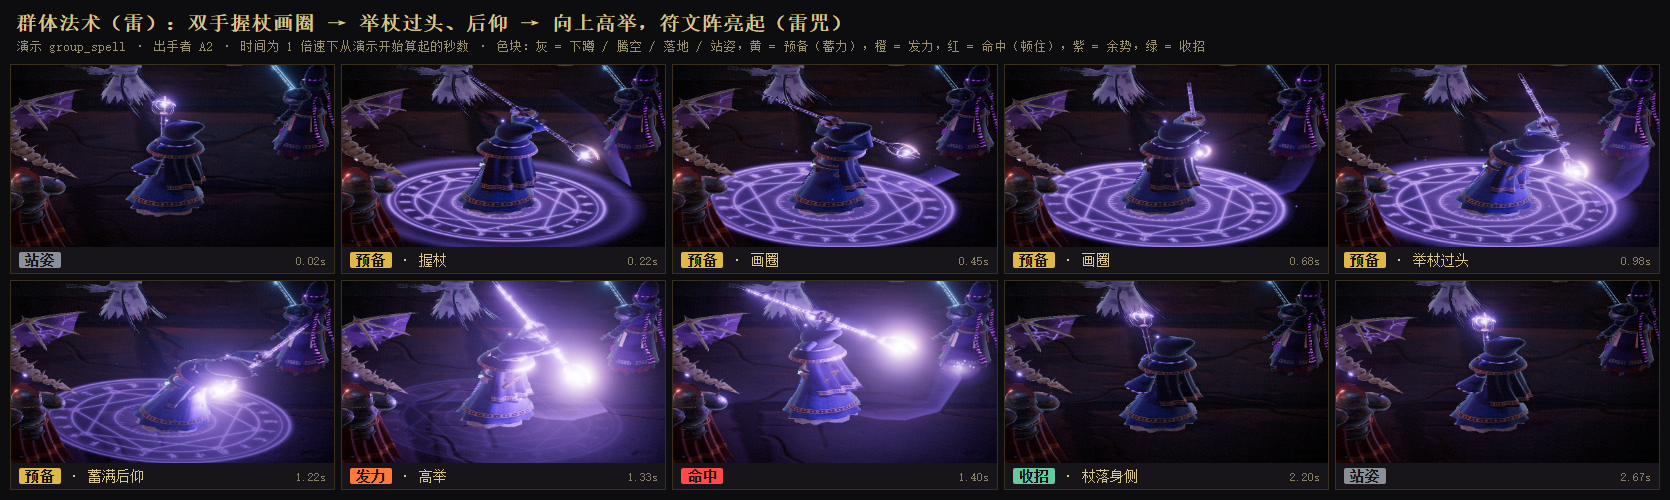 群体法术（雷）：双手握杖画圈 → 举杖过头、后仰 → 向上高举，符文阵亮起（雷咒）
演示 group_spell · 出手者 A2 · 时间为 1 倍速下从演示开始算起的秒数 · 色块：灰 = 下蹲 / 腾空 / 落地 / 站姿，黄 = 预备（蓄力），橙 = 发力，红 = 命中（顿住），紫 = 余势，绿 = 收招
站姿 0.02s
预备 · 握杖 0.22s
预备 · 画圈 0.45s
预备 · 画圈 0.68s
预备 · 举杖过头 0.98s
预备 · 蓄满后仰 1.22s
发力 · 高举 1.33s
命中 1.40s
收招 · 杖落身侧 2.20s
站姿 2.67s